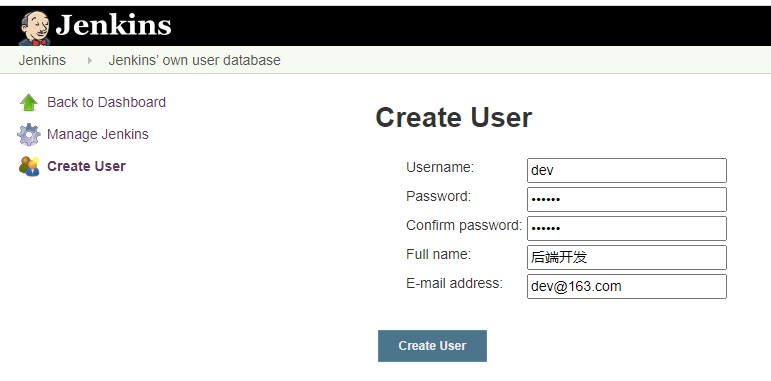 Jenkins
Jenkins Jenkins' own user database
Back to Dashboard
Manage Jenkins
Create User
Create User
Username: dev
Password: ••••••
Confirm password: ••••••
Full name: 后端开发
E-mail address: dev@163.com
Create User